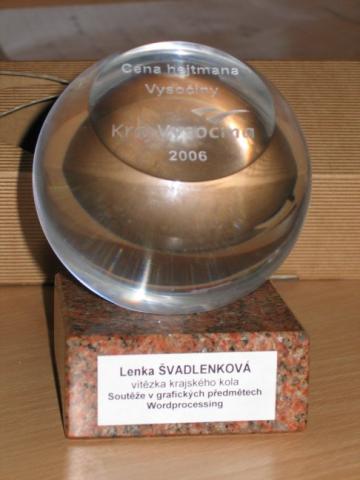 Cena hejtmana
Vysočiny
Kraj Vysočina
2006
Lenka ŠVADLENKOVÁ
vítězka krajského kola
Soutěže v grafických předmětech
Wordprocessing